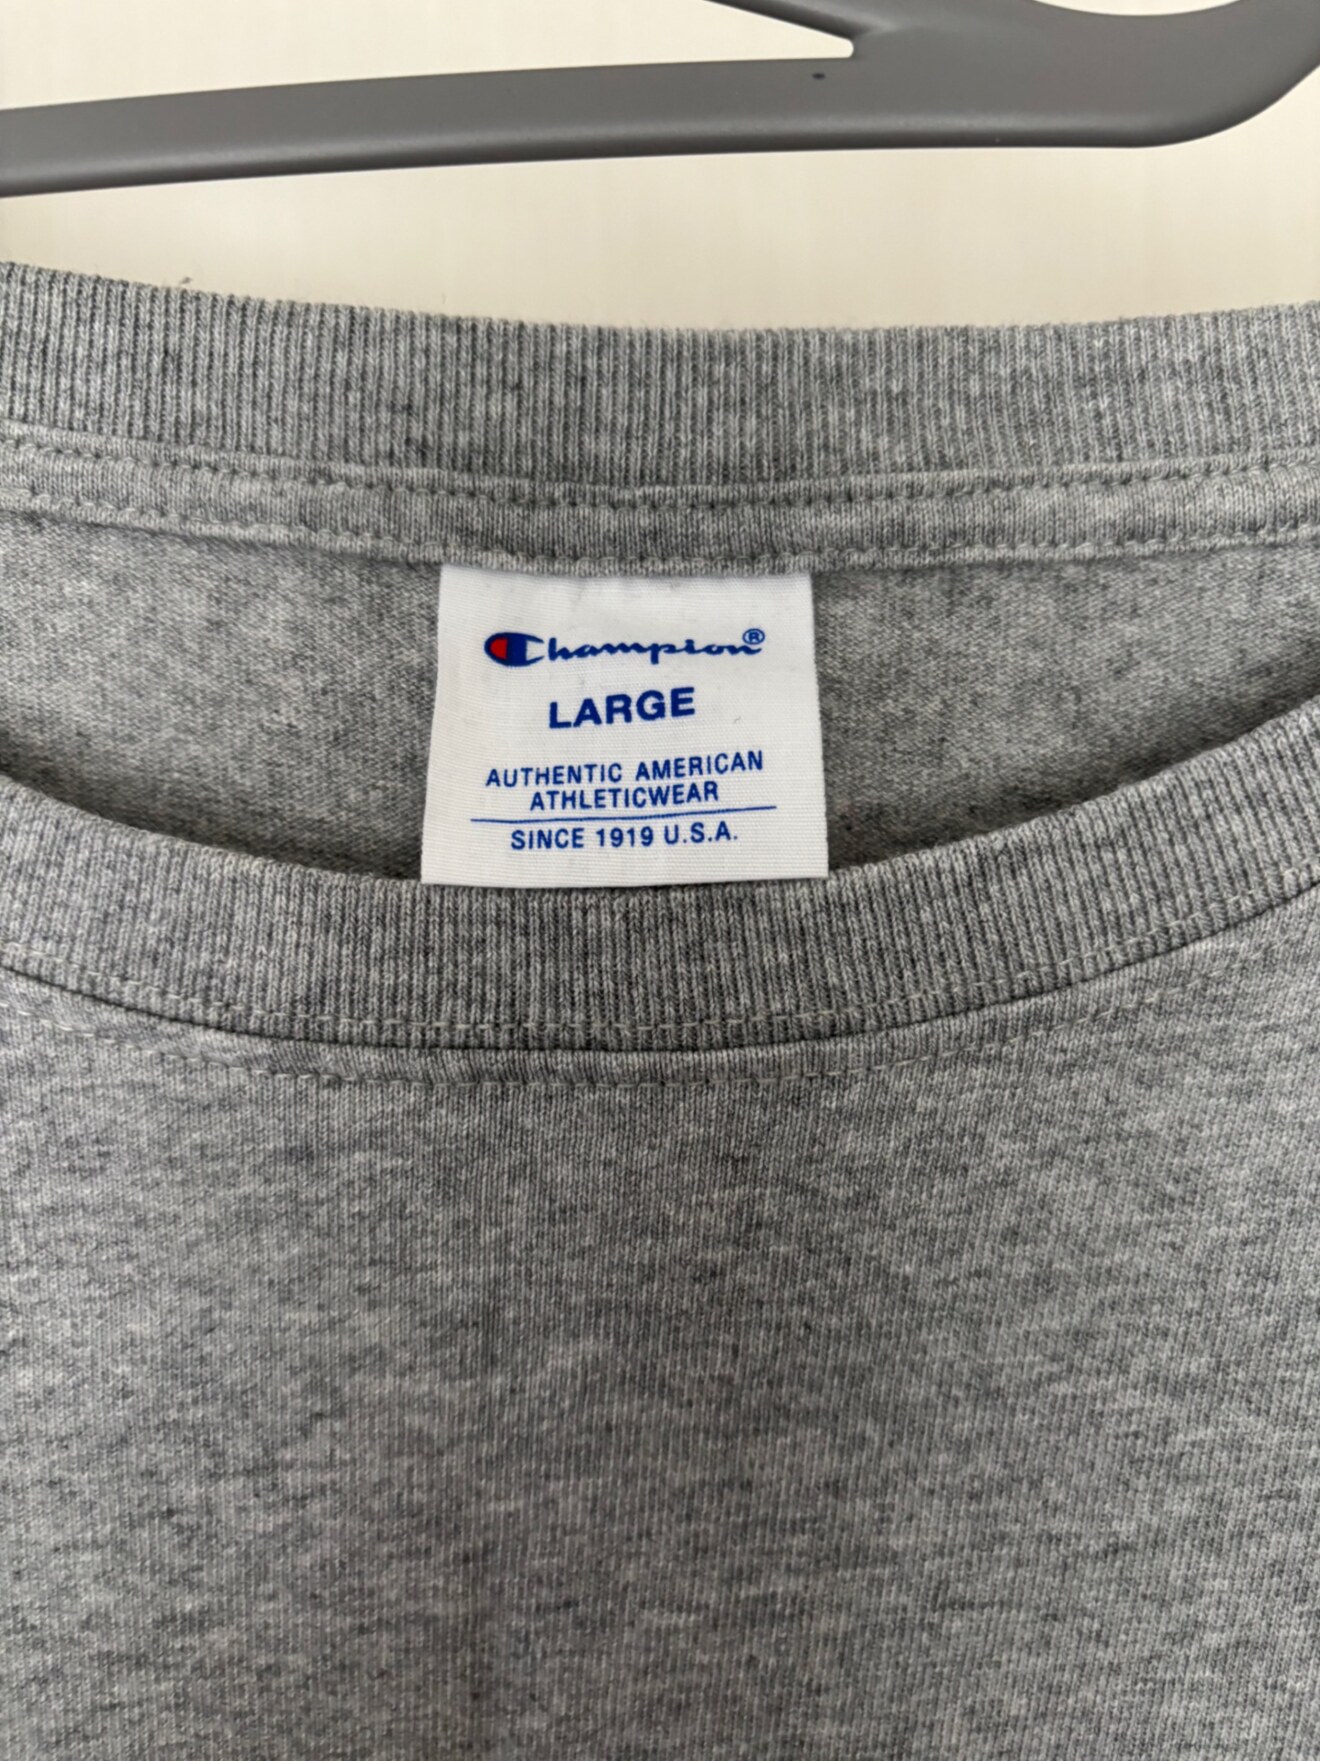 Champion®
LARGE
AUTHENTIC AMERICAN
ATHLETICWEAR
SINCE 1919 U.S.A.